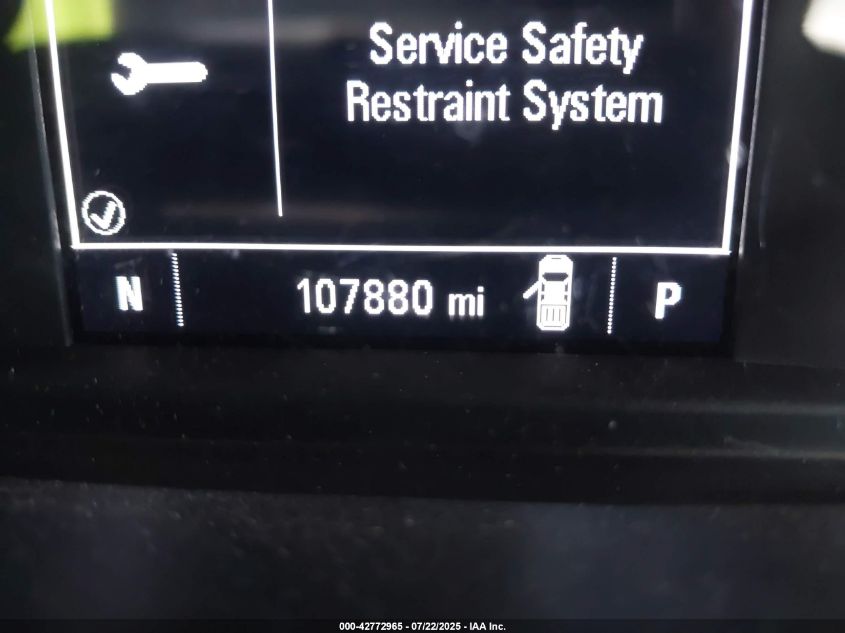 Service Safety
Restraint System
N 107880 mi P
000-42772965 - 07/22/2025 - IAA Inc.